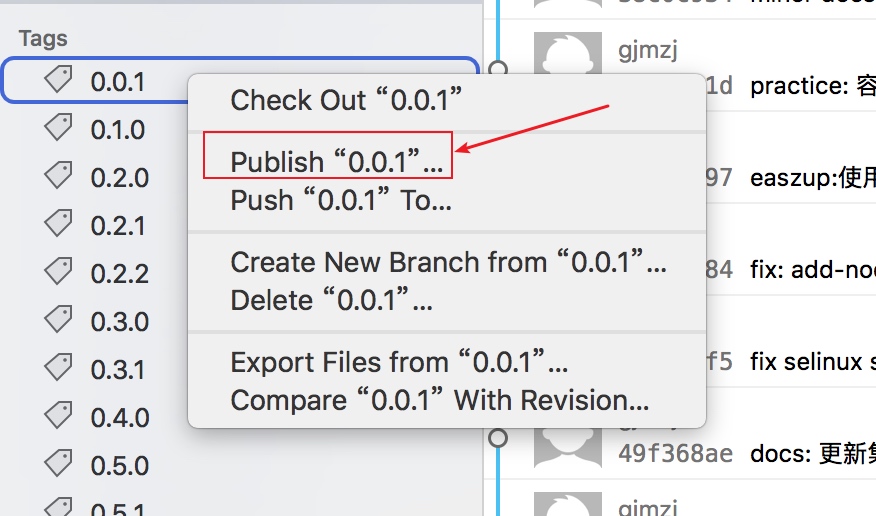 Tags
0.0.1
0.1.0
0.2.0
0.2.1
0.2.2
0.3.0
0.3.1
0.4.0
0.5.0
0.5.1
Check Out “0.0.1”
Publish “0.0.1”...
Push “0.0.1” To...
Create New Branch from “0.0.1”...
Delete “0.0.1”...
Export Files from “0.0.1”...
Compare “0.0.1” With Revision...
gjmzj
1d practice: 容
97 easzup:使用
84 fix: add-nod
f5 fix selinux s
gjmzj
49f368ae docs: 更新集
gjmzj